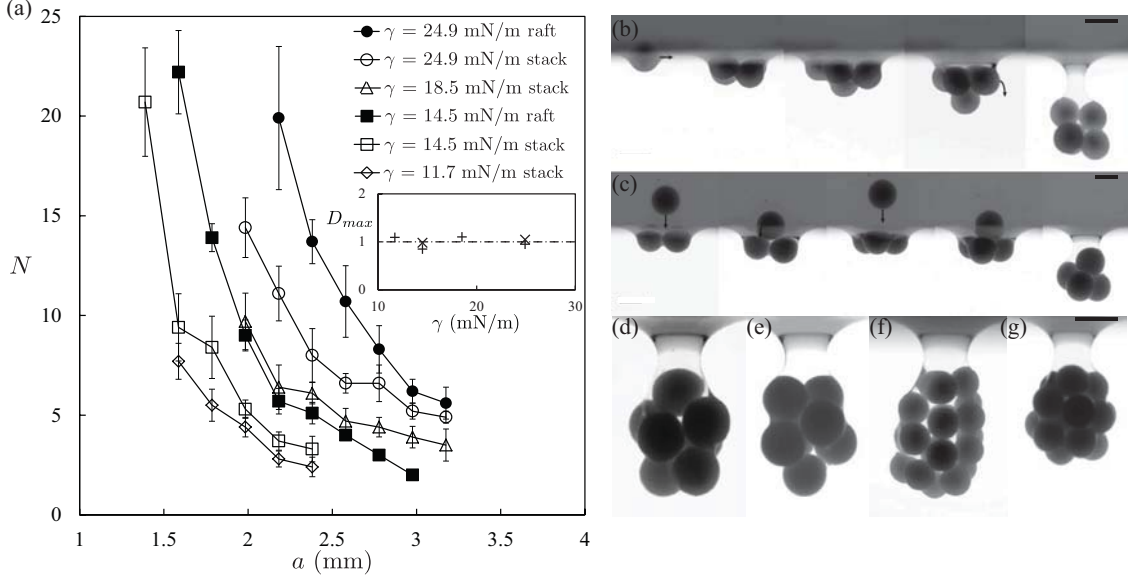 (a)
25
20
15
10
5
0
N
1
1.5
2
2.5
3
3.5
4
a (mm)
γ = 24.9 mN/m raft
γ = 24.9 mN/m stack
γ = 18.5 mN/m stack
γ = 14.5 mN/m raft
γ = 14.5 mN/m stack
γ = 11.7 mN/m stack
2
D_max
1
0
10
20
30
γ (mN/m)
(b)
(c)
(d)
(e)
(f)
(g)